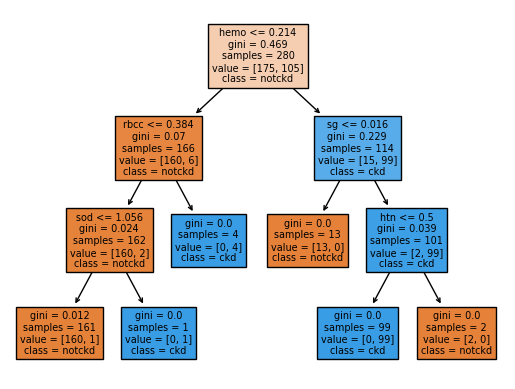 hemo <= 0.214
gini = 0.469
samples = 280
value = [175, 105]
class = notckd
rbcc <= 0.384
gini = 0.07
samples = 166
value = [160, 6]
class = notckd
sg <= 0.016
gini = 0.229
samples = 114
value = [15, 99]
class = ckd
sod <= 1.056
gini = 0.024
samples = 162
value = [160, 2]
class = notckd
gini = 0.0
samples = 4
value = [0, 4]
class = ckd
gini = 0.0
samples = 13
value = [13, 0]
class = notckd
htn <= 0.5
gini = 0.039
samples = 101
value = [2, 99]
class = ckd
gini = 0.012
samples = 161
value = [160, 1]
class = notckd
gini = 0.0
samples = 1
value = [0, 1]
class = ckd
gini = 0.0
samples = 99
value = [0, 99]
class = ckd
gini = 0.0
samples = 2
value = [2, 0]
class = notckd